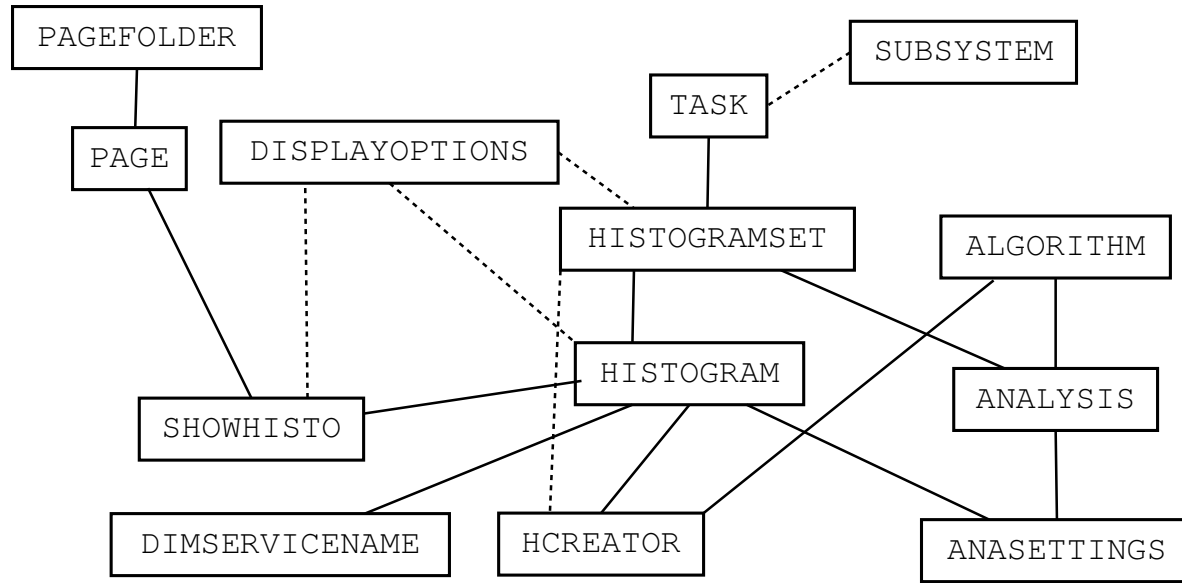 PAGEFOLDER
SUBSYSTEM
TASK
PAGE
DISPLAYOPTIONS
HISTOGRAMSET
ALGORITHM
HISTOGRAM
ANALYSIS
SHOWHISTO
DIMSERVICENAME
HCREATOR
ANASETTINGS